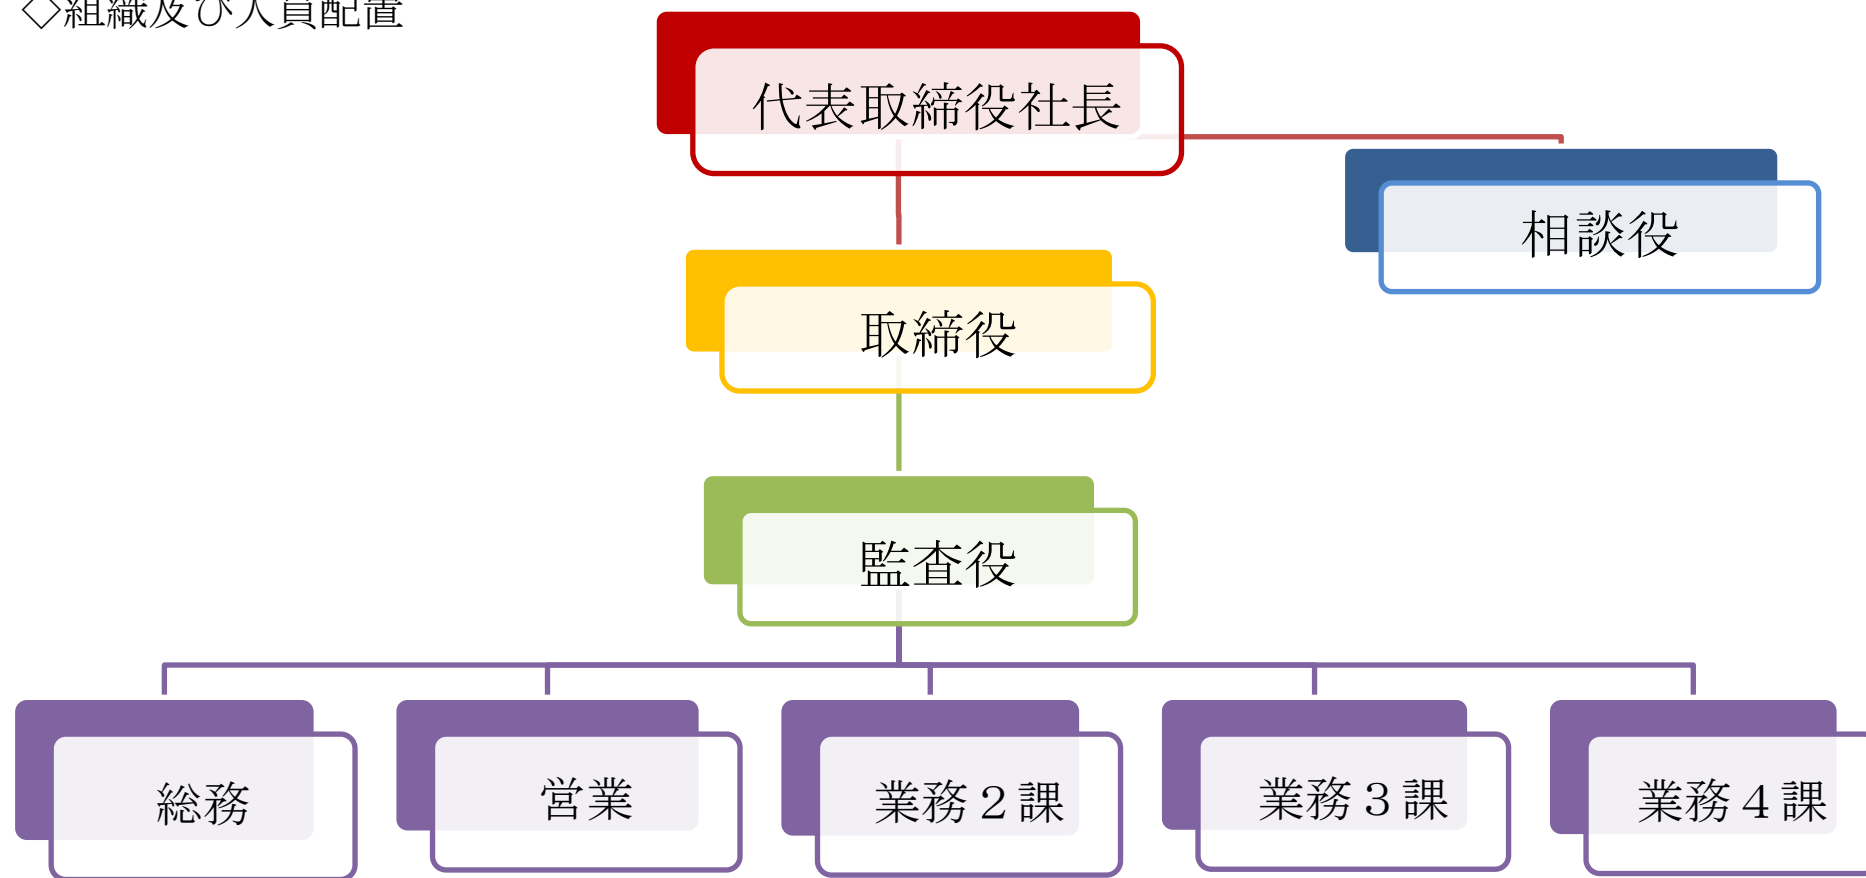 ◇組織及び人員配置
代表取締役社長
相談役
取締役
監査役
総務
営業
業務２課
業務３課
業務４課